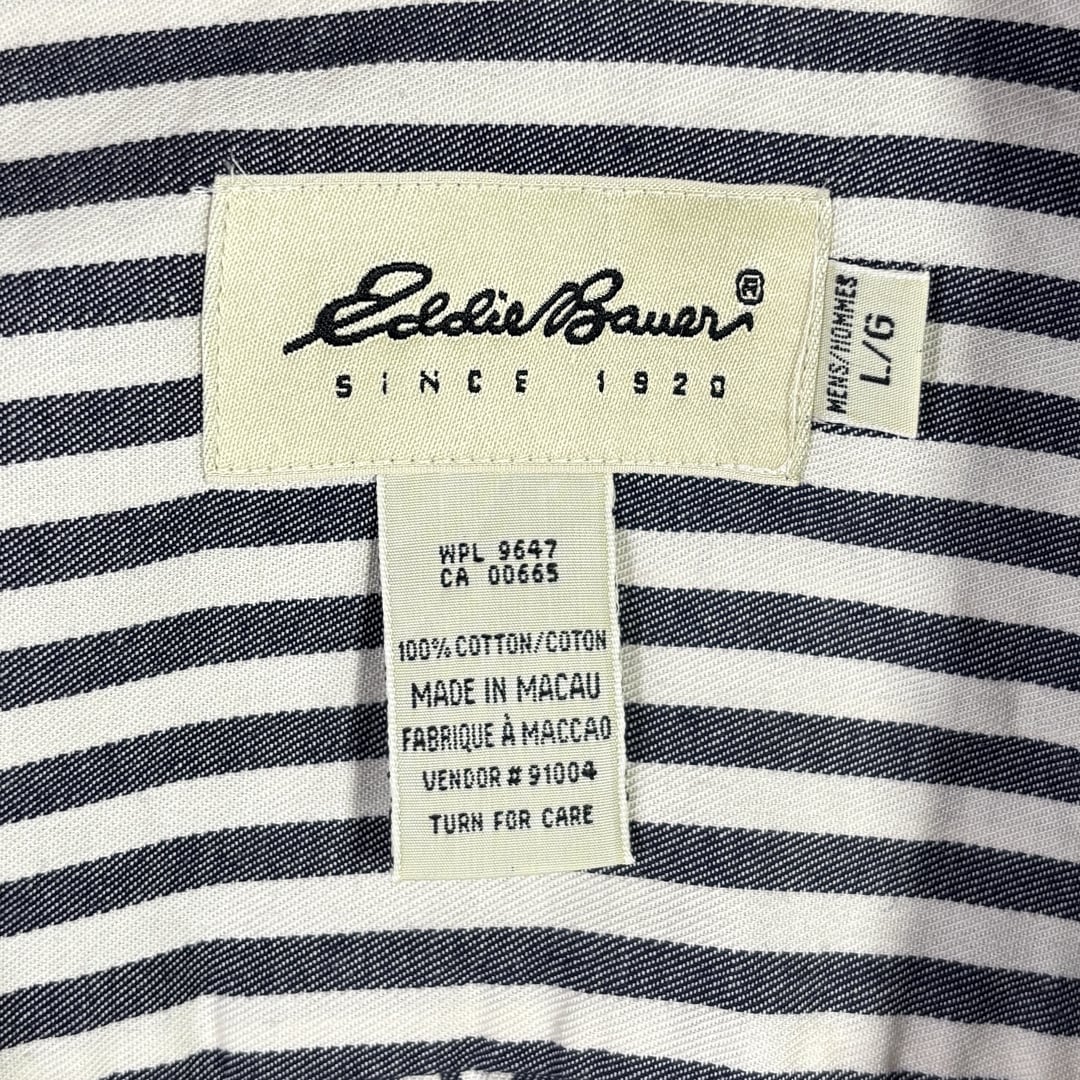 Eddie Bauer®
SINCE 1920
MENS/HOMMES
L/G
WPL 9647
CA 00665
100% COTTON/COTON
MADE IN MACAU
FABRIQUE À MACCAO
VENDOR # 91004
TURN FOR CARE